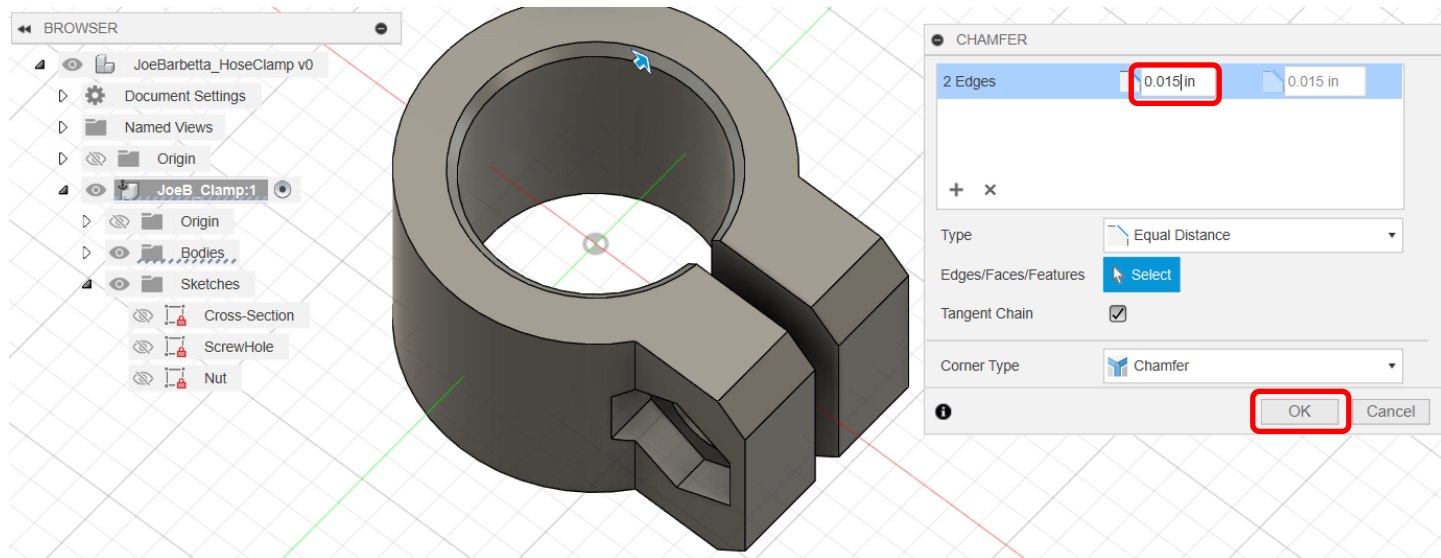 BROWSER
JoeBarbetta_HoseClamp v0
Document Settings
Named Views
Origin
JoeB_Clamp:1
Origin
Bodies
Sketches
Cross-Section
ScrewHole
Nut
CHAMFER
2 Edges 0.015 in 0.015 in
Type Equal Distance
Edges/Faces/Features Select
Tangent Chain
Corner Type Chamfer
OK Cancel